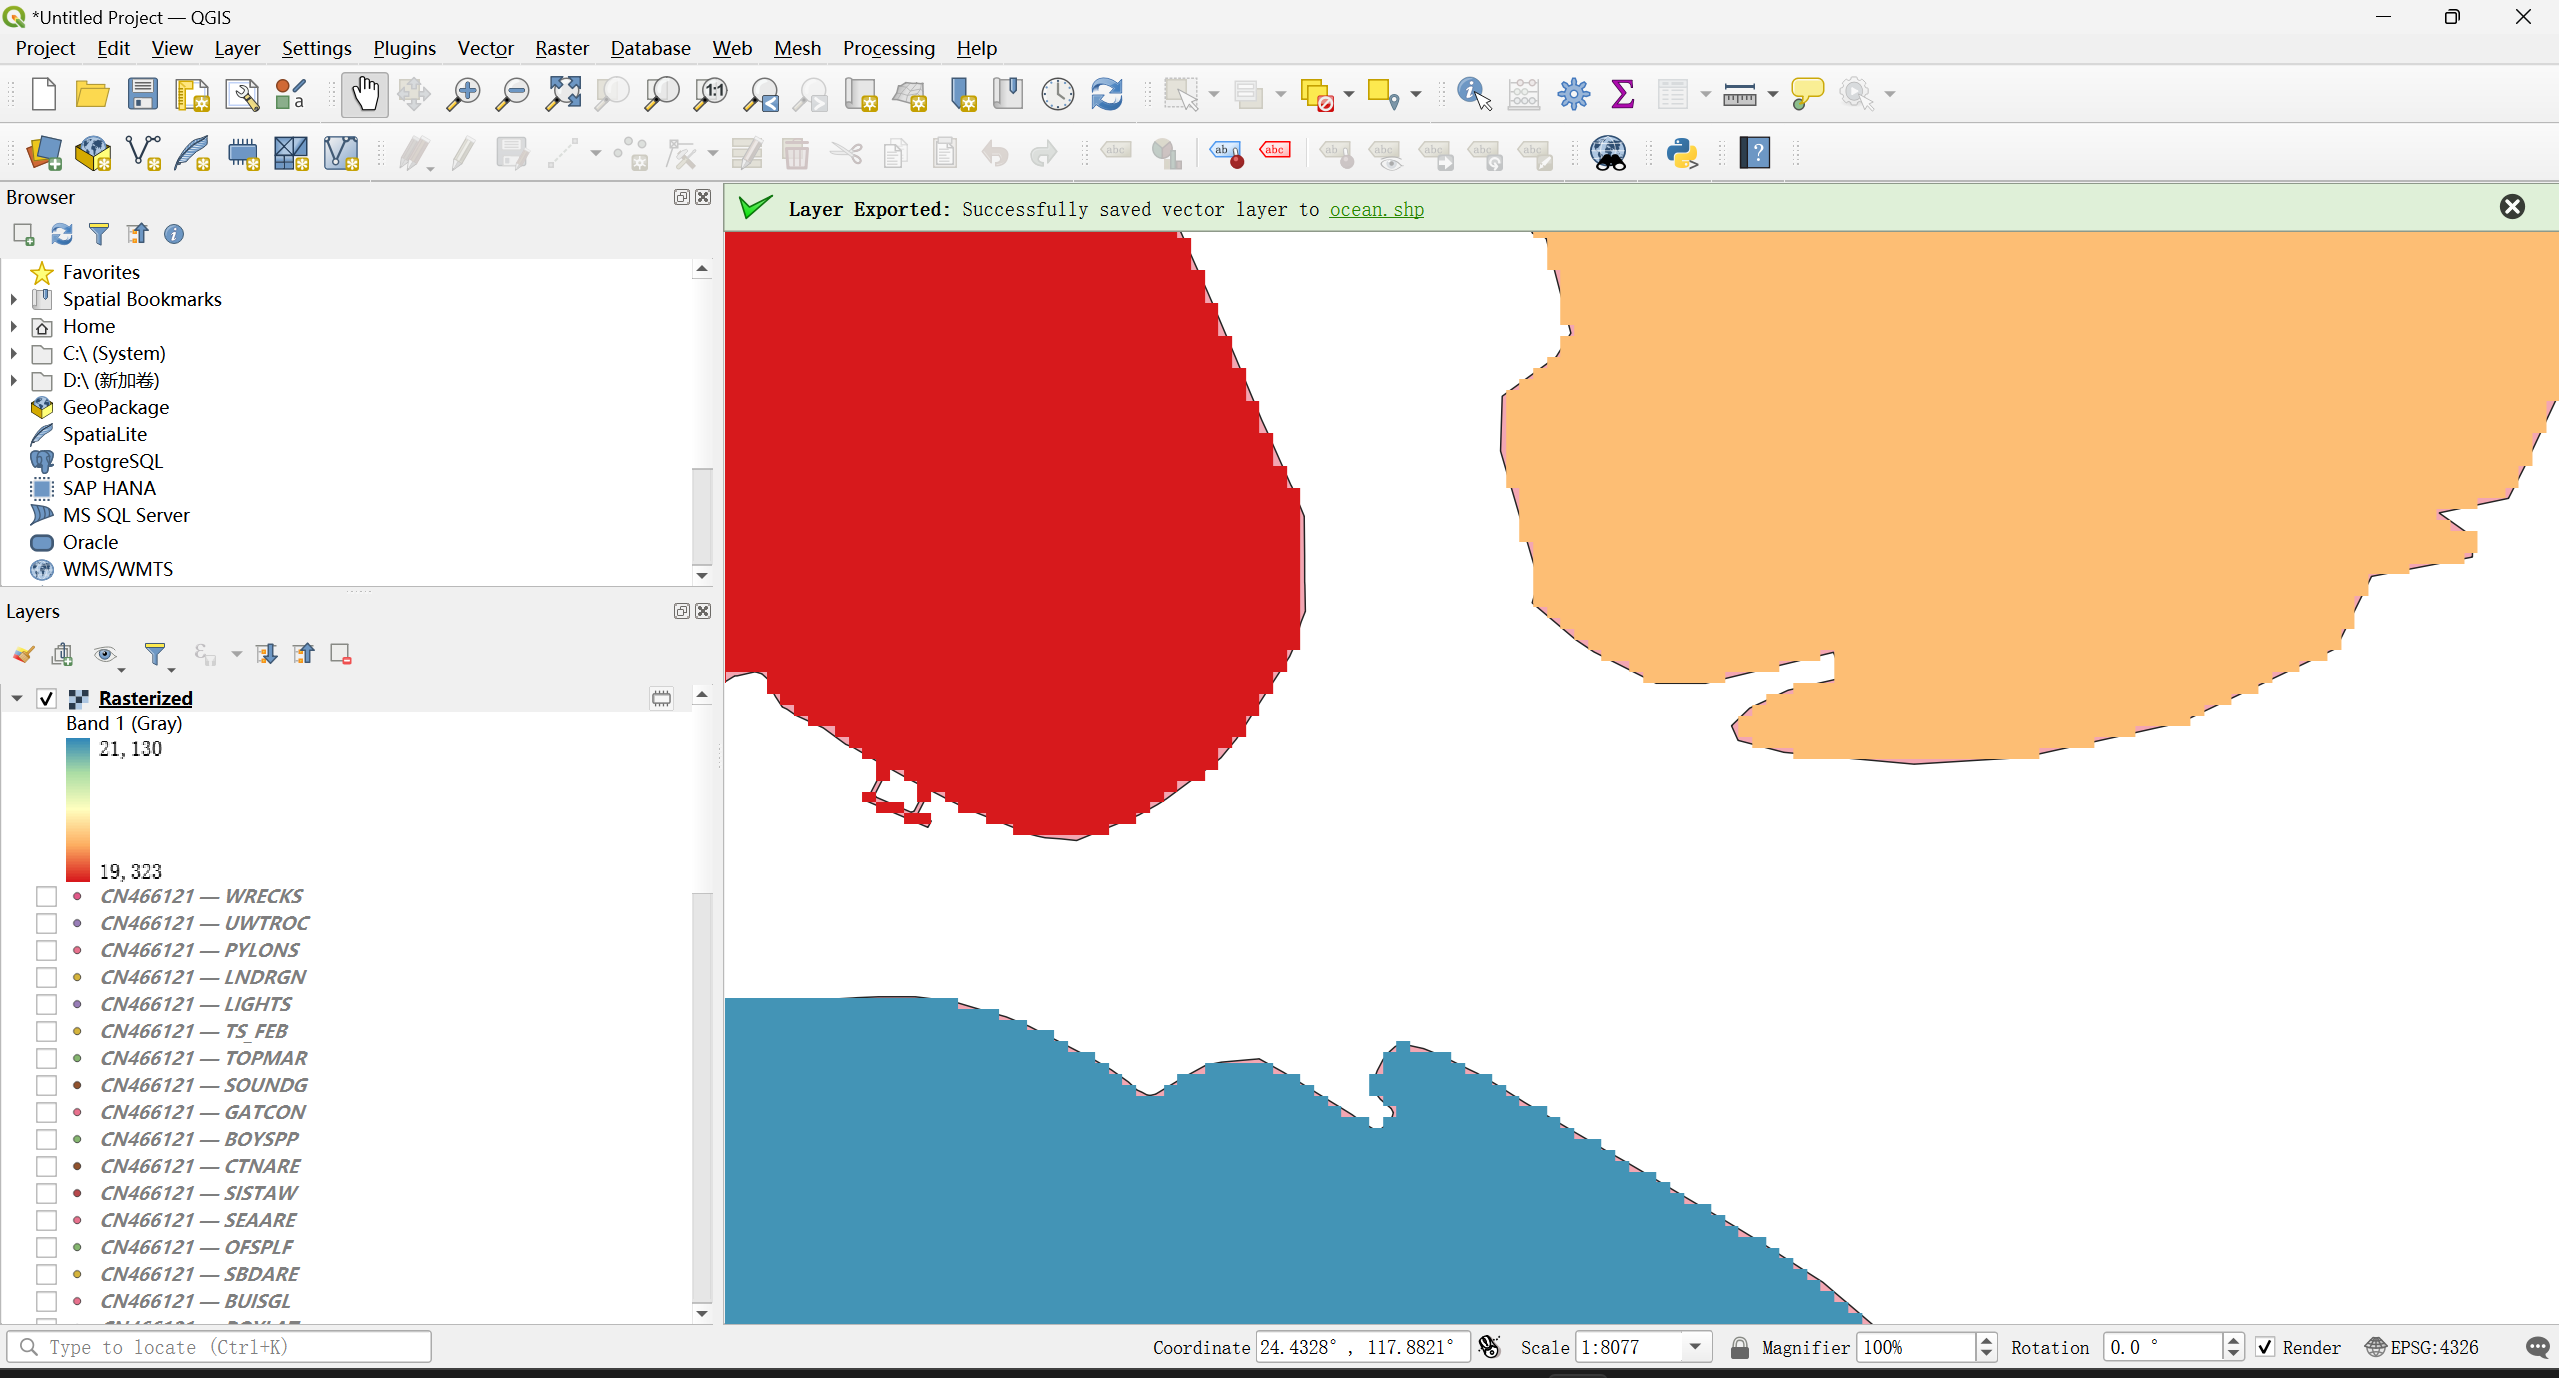 *Untitled Project — QGIS
Project Edit View Layer Settings Plugins Vector Raster Database Web Mesh Processing Help
Browser
Layer Exported: Successfully saved vector layer to ocean.shp
Favorites
Spatial Bookmarks
Home
C:\ (System)
D:\ (新加卷)
GeoPackage
SpatiaLite
PostgreSQL
SAP HANA
MS SQL Server
Oracle
WMS/WMTS
Layers
Rasterized
Band 1 (Gray)
21,130
19,323
CN466121 — WRECKS
CN466121 — UWTROC
CN466121 — PYLONS
CN466121 — LNDRGN
CN466121 — LIGHTS
CN466121 — TS_FEB
CN466121 — TOPMAR
CN466121 — SOUNDG
CN466121 — GATCON
CN466121 — BOYSPP
CN466121 — CTNARE
CN466121 — SISTAW
CN466121 — SEAARE
CN466121 — OFSPLF
CN466121 — SBDARE
CN466121 — BUISGL
Type to locate (Ctrl+K)
Coordinate 24.4328° , 117.8821° Scale 1:8077 Magnifier 100% Rotation 0.0 ° Render EPSG:4326